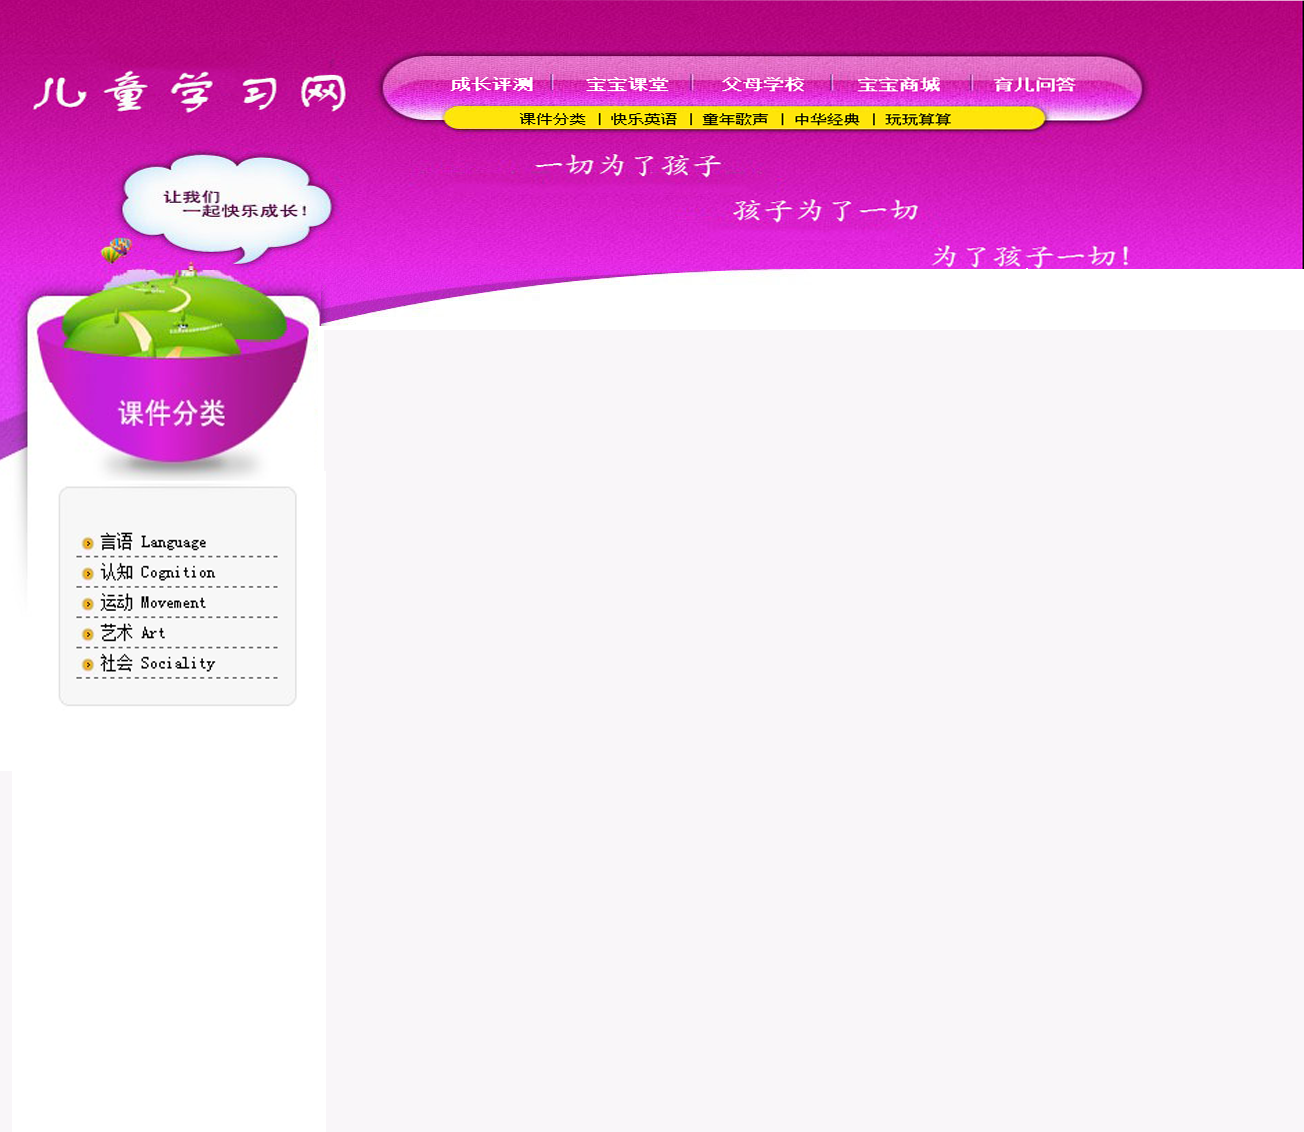 儿童学习网
成长评测 | 宝宝课堂 | 父母学校 | 宝宝商城 | 育儿问答
课件分类 | 快乐英语 | 童年歌声 | 中华经典 | 玩玩算算
一切为了孩子
孩子为了一切
为了孩子一切!
让我们
一起快乐成长!
课件分类
言语 Language
认知 Cognition
运动 Movement
艺术 Art
社会 Sociality